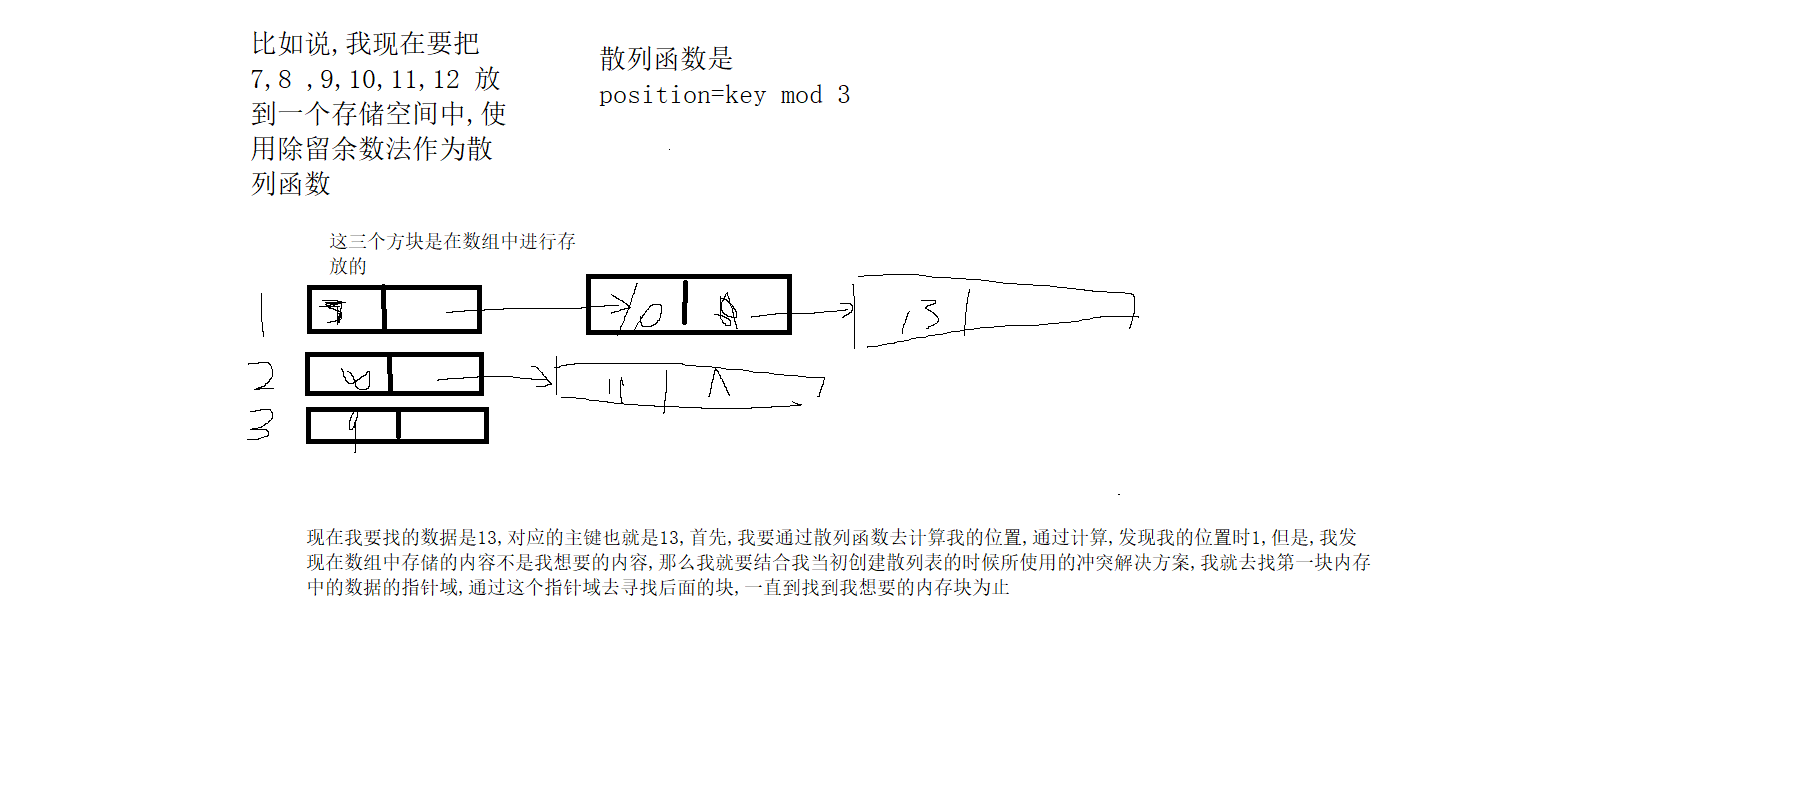 比如说,我现在要把
7,8 ,9,10,11,12 放
到一个存储空间中,使
用除留余数法作为散
列函数
散列函数是
position=key mod 3
这三个方块是在数组中进行存
放的
1 10 13
2 8 11 ∧
3 9
现在我要找的数据是13,对应的主键也就是13,首先,我要通过散列函数去计算我的位置,通过计算,发现我的位置时1,但是,我发
现在数组中存储的内容不是我想要的内容,那么我就要结合我当初创建散列表的时候所使用的冲突解决方案,我就去找第一块内存
中的数据的指针域,通过这个指针域去寻找后面的块,一直到找到我想要的内存块为止